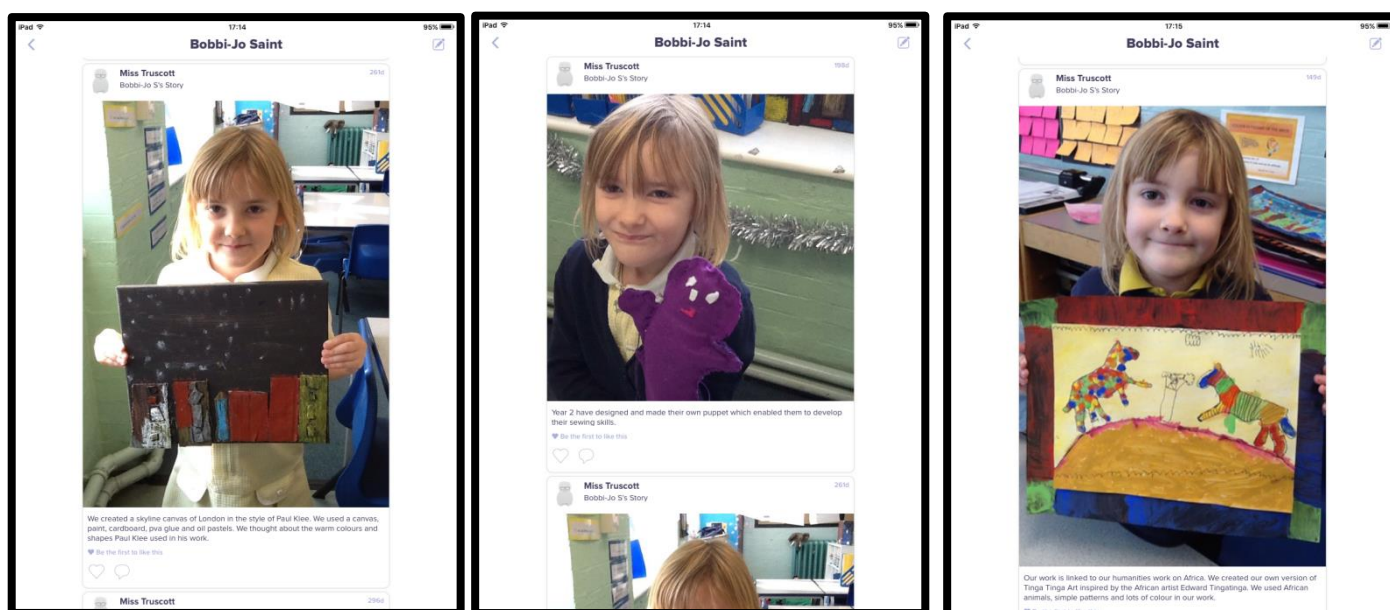 iPad
17:14
95%
Bobbi-Jo Saint
Miss Truscott
261d
Bobbi-Jo S's Story
We created a skyline canvas of London in the style of Paul Klee. We used a canvas,
paint, cardboard, pva glue and oil pastels. We thought about the warm colours and
shapes Paul Klee used in his work.
Be the first to like this
Miss Truscott
296d
iPad
17:14
95%
Bobbi-Jo Saint
Miss Truscott
198d
Bobbi-Jo S's Story
Year 2 have designed and made their own puppet which enabled them to develop
their sewing skills.
Be the first to like this
Miss Truscott
261d
Bobbi-Jo S's Story
iPad
17:15
95%
Bobbi-Jo Saint
Miss Truscott
149d
Bobbi-Jo S's Story
Our work is linked to our humanities work on Africa. We created our own version of
Tinga Tinga Art inspired by the African artist Edward Tingatinga. We used African
animals, simple patterns and lots of colour in our work.